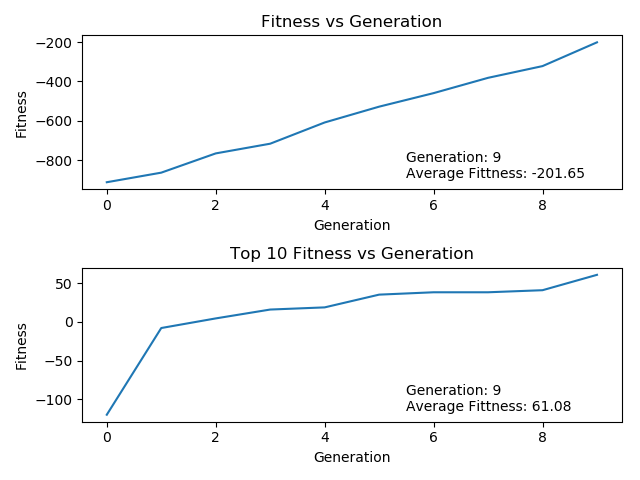 Fitness vs Generation
Fitness
−200
−400
−600
−800
Generation: 9
Average Fittness: -201.65
0 2 4 6 8
Generation
Top 10 Fitness vs Generation
Fitness
50
0
−50
−100
Generation: 9
Average Fittness: 61.08
0 2 4 6 8
Generation